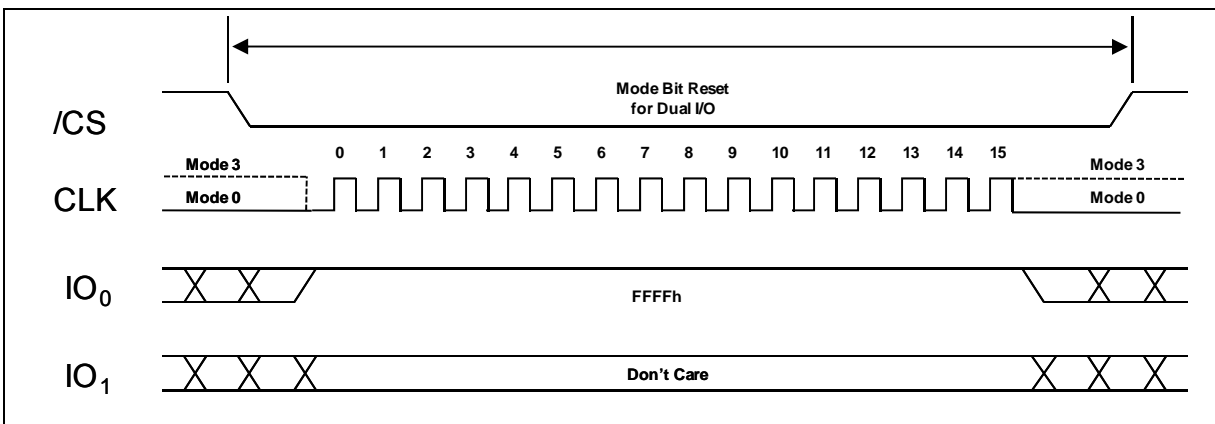 Mode Bit Reset
for Dual I/O
/CS
0 1 2 3 4 5 6 7 8 9 10 11 12 13 14 15
Mode 3 Mode 3
CLK Mode 0 Mode 0
IO0 FFFFh
IO1 Don't Care